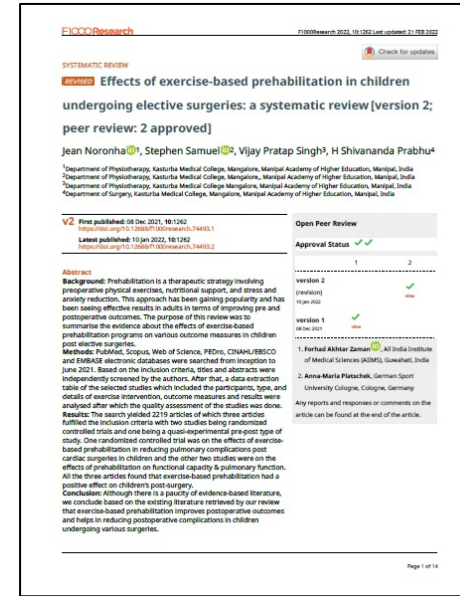 F1000Research
F1000Research 2022, 10:1262 Last updated: 21 FEB 2022
Check for updates
SYSTEMATIC REVIEW
REVISED Effects of exercise-based prehabilitation in children
undergoing elective surgeries: a systematic review [version 2;
peer review: 2 approved]
Jean Noronha1, Stephen Samuel2, Vijay Pratap Singh3, H Shivananda Prabhu4
1Department of Physiotherapy, Kasturba Medical College, Mangalore, Manipal Academy of Higher Education, Manipal, India
2Department of Physiotherapy, Kasturba Medical College, Mangalore,, Manipal Academy of Higher Education, Manipal, India
3Department of Physiotherapy, Kasturba Medical College Mangalore, Manipal Academy of Higher Education, Manipal, India
4Department of Surgery, Kasturba Medical College, Mangalore, Manipal Academy of Higher Education, Manipal, India
v2 First published: 08 Dec 2021, 10:1262
https://doi.org/10.12688/f1000research.74493.1
Latest published: 10 Jan 2022, 10:1262
https://doi.org/10.12688/f1000research.74493.2
Abstract
Background: Prehabilitation is a therapeutic strategy involving
preoperative physical exercises, nutritional support, and stress and
anxiety reduction. This approach has been gaining popularity and has
been seeing effective results in adults in terms of improving pre and
postoperative outcomes. The purpose of this review was to
summarise the evidence about the effects of exercise-based
prehabilitation programs on various outcome measures in children
post elective surgeries.
Methods: PubMed, Scopus, Web of Science, PEDro, CINAHL/EBSCO
and EMBASE electronic databases were searched from inception to
June 2021. Based on the inclusion criteria, titles and abstracts were
independently screened by the authors. After that, a data extraction
table of the selected studies which included the participants, type, and
details of exercise intervention, outcome measures and results were
analysed after which the quality assessment of the studies was done.
Results: The search yielded 2219 articles of which three articles
fulfilled the inclusion criteria with two studies being randomized
controlled trials and one being a quasi-experimental pre-post type of
study. One randomized controlled trial was on the effects of exercise-
based prehabilitation in reducing pulmonary complications post
cardiac surgeries in children and the other two studies were on the
effects of prehabilitation on functional capacity & pulmonary function.
All the three articles found that exercise-based prehabilitation had a
positive effect on children's post-surgery.
Conclusion: Although there is a paucity of evidence-based literature,
we conclude based on the existing literature retrieved by our review
that exercise-based prehabilitation improves postoperative outcomes
and helps in reducing postoperative complications in children
undergoing various surgeries.
Open Peer Review
Approval Status
1 2
version 2
(revision)
10 Jan 2022
view
version 1
08 Dec 2021
view
1. Forhad Akhtar Zaman, All India Institute
of Medical Sciences (AIIMS), Guwahati, India
2. Anna-Maria Platschek, German Sport
University Cologne, Cologne, Germany
Any reports and responses or comments on the
article can be found at the end of the article.
Page 1 of 14